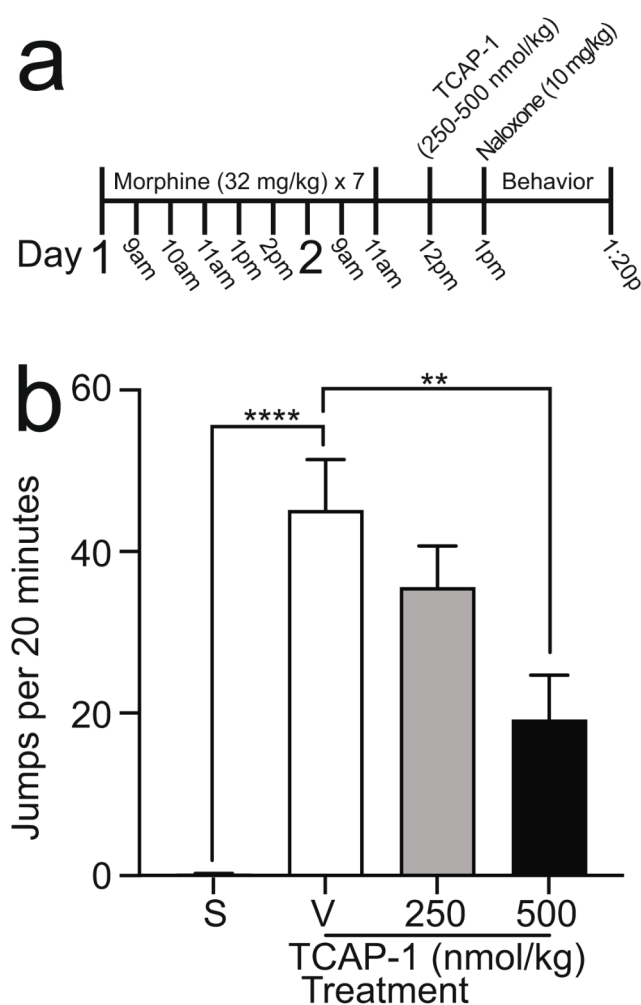 a
TCAP-1
(250-500 nmol/kg)
Naloxone (10 mg/kg)
Morphine (32 mg/kg) x 7
Behavior
Day 1 9am 10am 11am 1pm 2pm 2 9am 11am 12pm 1pm 1:20p
b
60
**
****
40
20
0
Jumps per 20 minutes
S V 250 500
TCAP-1 (nmol/kg)
Treatment